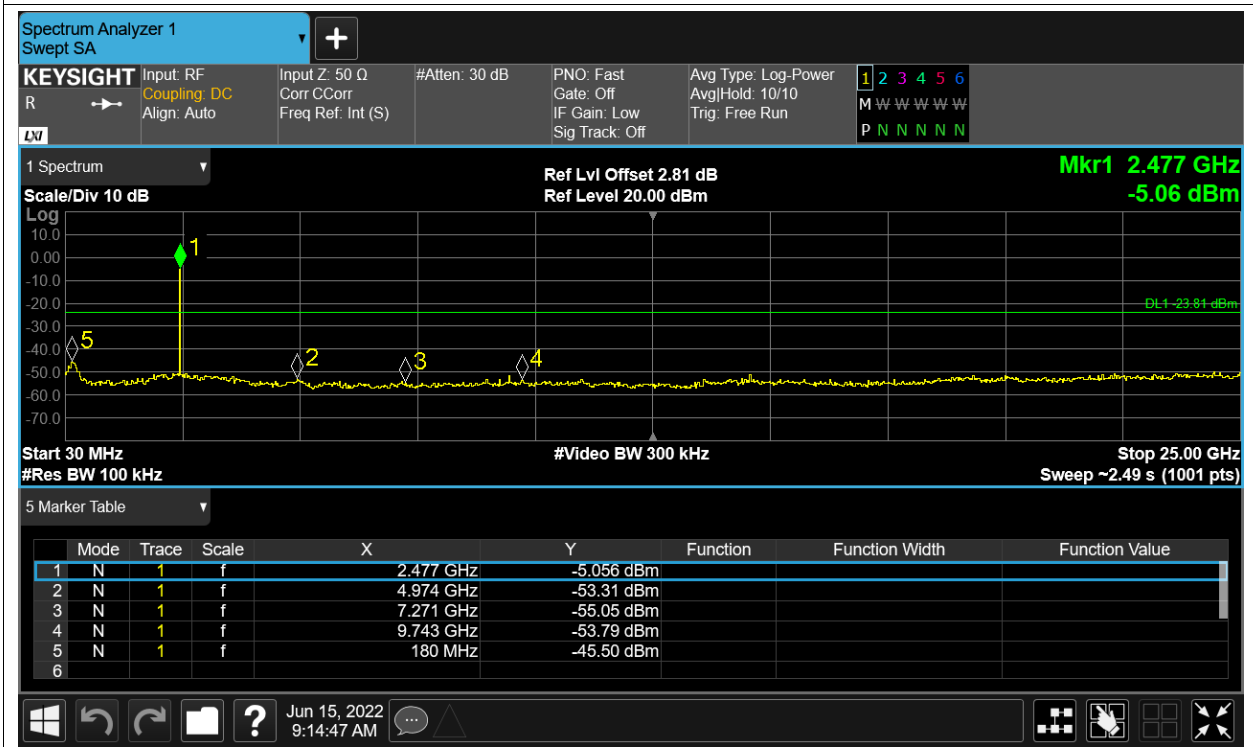 Spectrum Analyzer 1
Swept SA
KEYSIGHT Input: RF Input Z: 50 Ω #Atten: 30 dB PNO: Fast Avg Type: Log-Power 1 2 3 4 5 6
R Coupling: DC Corr CCorr Gate: Off Avg|Hold: 10/10 M W W W W W
Align: Auto Freq Ref: Int (S) IF Gain: Low Trig: Free Run
LXI Sig Track: Off P N N N N N
1 Spectrum Ref Lvl Offset 2.81 dB Mkr1 2.477 GHz
Scale/Div 10 dB Ref Level 20.00 dBm -5.06 dBm
Log
10.0
1
0.00
-10.0
-20.0
DL1 -23.81 dBm
-30.0
5
-40.0
2 3 4
-50.0
-60.0
-70.0
Start 30 MHz #Video BW 300 kHz Stop 25.00 GHz
#Res BW 100 kHz Sweep ~2.49 s (1001 pts)
5 Marker Table
Mode Trace Scale X Y Function Function Width Function Value
1 N 1 f 2.477 GHz -5.056 dBm
2 N 1 f 4.974 GHz -53.31 dBm
3 N 1 f 7.271 GHz -55.05 dBm
4 N 1 f 9.743 GHz -53.79 dBm
5 N 1 f 180 MHz -45.50 dBm
6
? Jun 15, 2022
9:14:47 AM